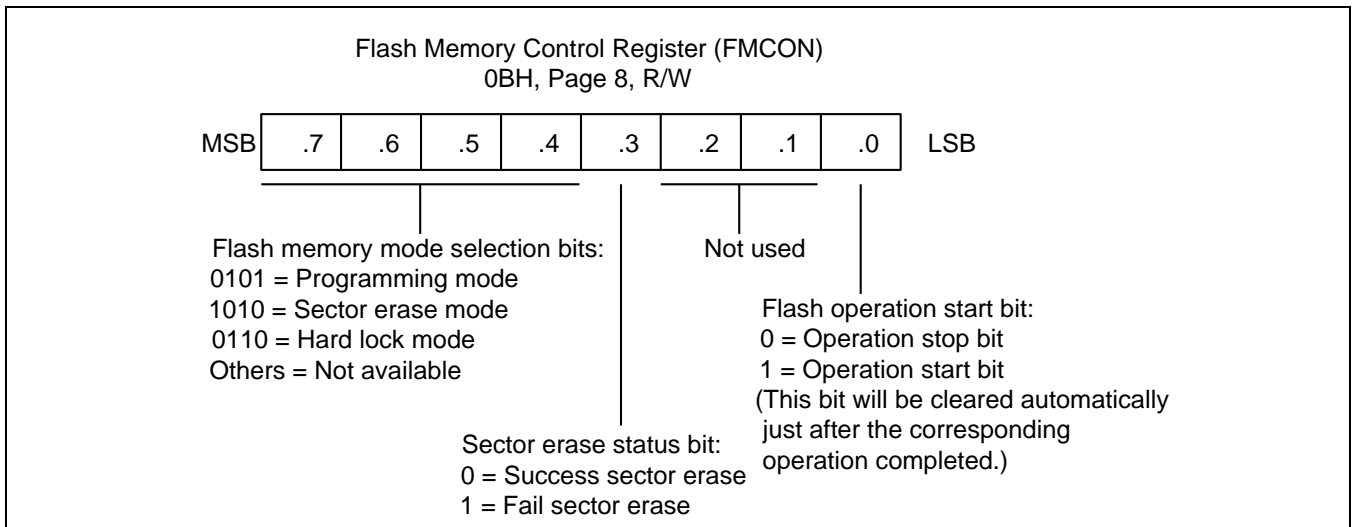 Flash Memory Control Register (FMCON)
0BH, Page 8, R/W
MSB .7 .6 .5 .4 .3 .2 .1 .0 LSB
Flash memory mode selection bits:
0101 = Programming mode
1010 = Sector erase mode
0110 = Hard lock mode
Others = Not available
Not used
Flash operation start bit:
0 = Operation stop bit
1 = Operation start bit
(This bit will be cleared automatically
just after the corresponding
operation completed.)
Sector erase status bit:
0 = Success sector erase
1 = Fail sector erase